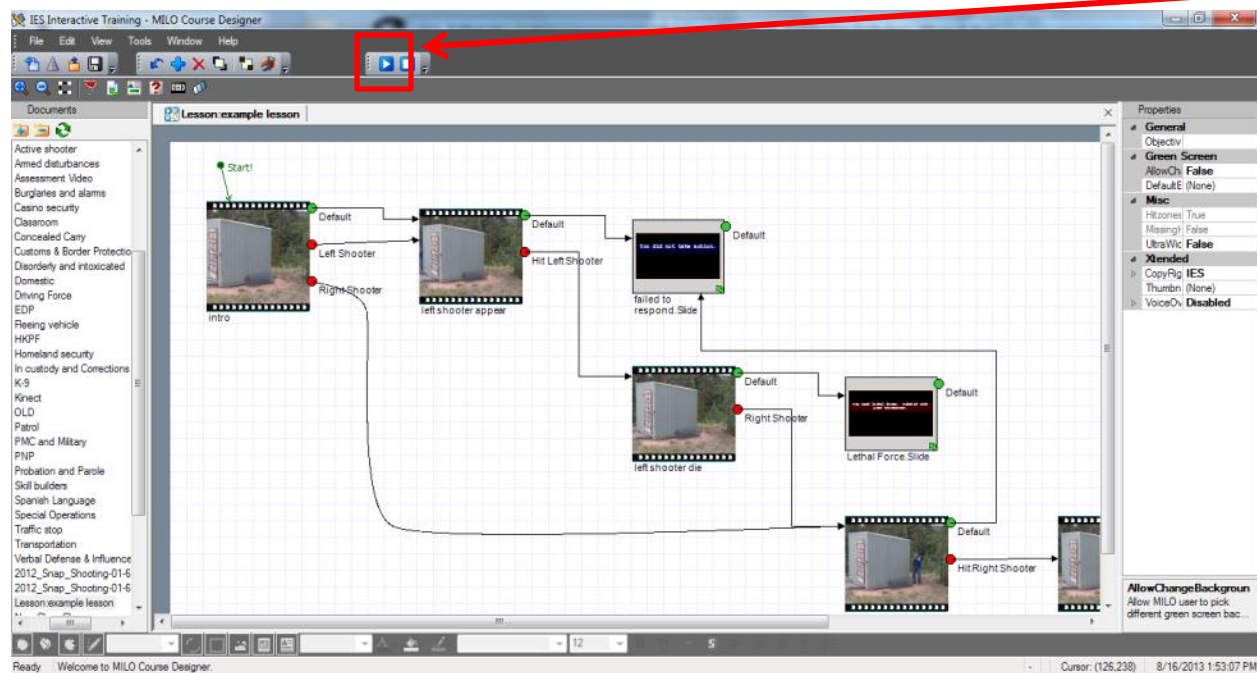 IES Interactive Training - MILO Course Designer
File Edit View Tools Window Help
Documents
Lesson:example lesson
Properties
Active shooter
Armed disturbances
Assessment Video
Burglaries and alarms
Casino security
Classroom
Concealed Carry
Customs & Border Protectio
Disorderly and intoxicated
Domestic
Driving Force
EDP
Fleeing vehicle
HKPF
Homeland security
In custody and Corrections
K-9
Kinect
OLD
Patrol
PMC and Military
PNP
Probation and Parole
Skill builders
Spanish Language
Special Operations
Traffic stop
Transportation
Verbal Defense & Influence
2012_Snap_Shooting-01-6
2012_Snap_Shooting-01-6
Lesson:example lesson
Start!
Default
Left Shooter
Right Shooter
intro
Default
Hit Left Shooter
left shooter appear
You did not take action.
Default
failed to
respond.Slide
Default
Right Shooter
left shooter die
Default
Lethal Force.Slide
Default
Hit Right Shooter
General
Objectiv
Green Screen
AllowCh False
DefaultE (None)
Misc
Hitzones True
MissingH False
UltraWic False
Xtended
CopyRig IES
Thumbn (None)
VoiceOv Disabled
AllowChangeBackgroun
Allow MILO user to pick
different green screen bac...
12
Ready Welcome to MILO Course Designer.
Cursor: (126,238) 8/16/2013 1:53:07 PM